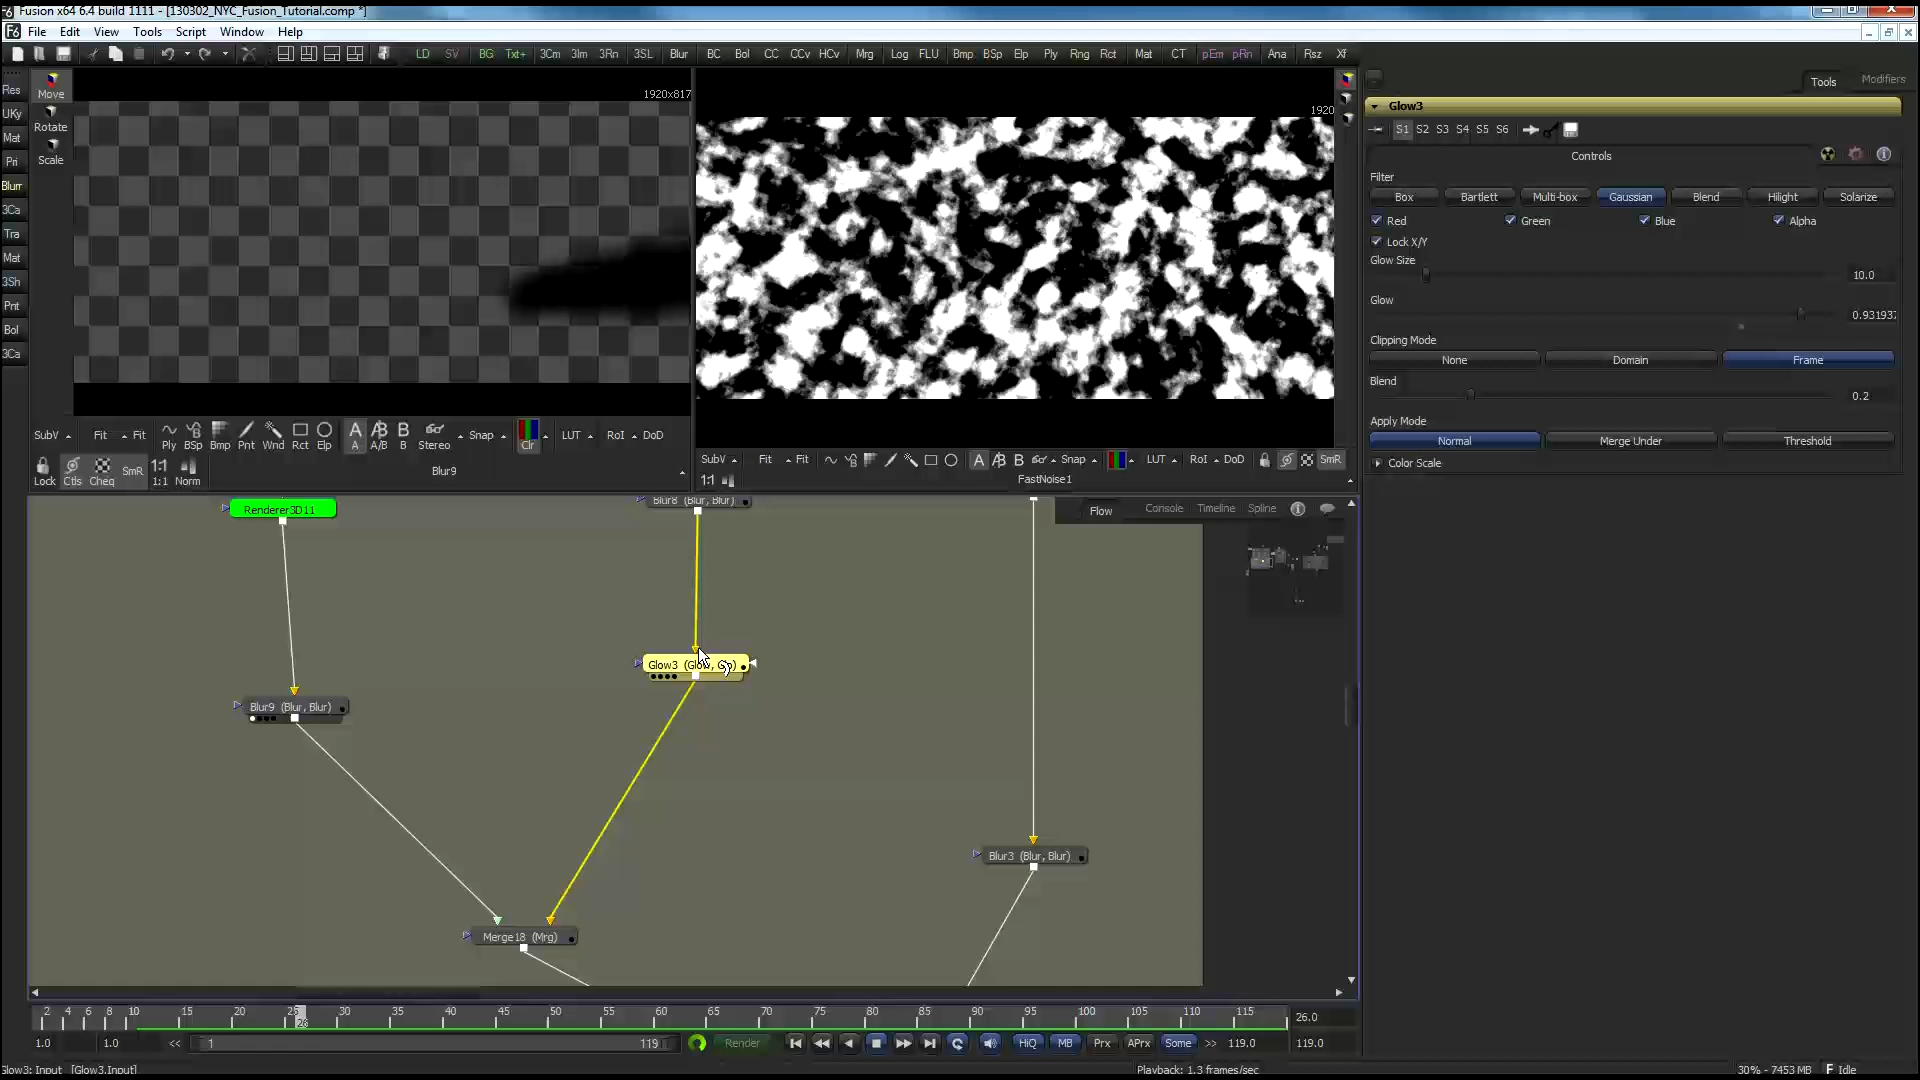 Fusion x64 6.4 build 1111 - [130302_NYC_Fusion_Tutorial.comp *]
File Edit View Tools Script Window Help
LD SV BG Txt+ 3Cm 3Im 3Rn 3SL Blur BC Bol CC CCv HCv Mrg Log FLU Bmp BSp Elp Ply Rng Rct Mat CT pEm pRn Ana Rsz Xf
Res
UKy
Mat
Pri
Blurr
3Ca
Tra
Mat
3Sh
Pnt
Bol
3Ca
Move
Rotate
Scale
1920x817
1920
SubV Fit Fit Ply BSp Bmp Pnt Wnd Rct Elp A A A/B A/B B B Stereo Snap Clr LUT RoI DoD
Lock Ctls Cheq SmR SmR 1:1 1:1 Norm Blur9
SubV Fit Fit A A/B B Snap LUT RoI DoD SmR
1:1 FastNoise1
Tools Modifiers
Glow3
S1 S2 S3 S4 S5 S6
Controls
Filter
Box Bartlett Multi-box Gaussian Blend Hilight Solarize
Red Green Blue Alpha
Lock X/Y
Glow Size
10.0
Glow
0.931937
Clipping Mode
None Domain Frame
Blend
0.2
Apply Mode
Normal Merge Under Threshold
Color Scale
Flow Console Timeline Spline
Renderer3D11
Blur8 (Blur, Blur)
Glow3 (Glow,
Blur9 (Blur, Blur)
Blur3 (Blur, Blur)
Merge18 (Mrg)
2 4 6 8 10 15 20 25 30 35 40 45 50 55 60 65 70 75 80 85 90 95 100 105 110 115
26
26.0
1.0 1.0 << 1 119 Render HiQ MB Prx APrx Some >> 119.0 119.0
Glow3: Input [Glow3.Input] Playback: 1.3 frames/sec 30% - 7453 MB Idle